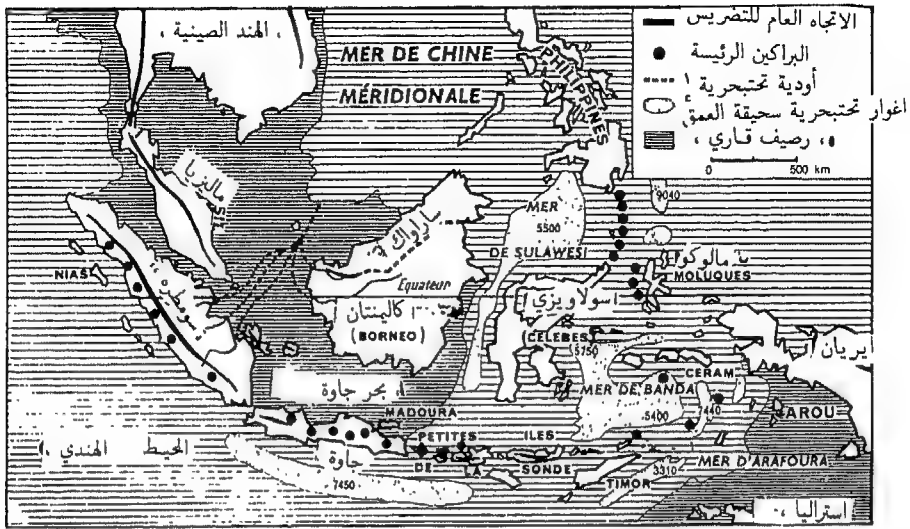 الاتجاه العام للتضريس
البراكين الرئيسة
أودية تحتبحرية
اغوار تحتبحرية سحيقة العمق
رصيف قاري
0 500 km
الهند الصينية
MER DE CHINE
MÉRIDIONALE
PHILIPPINES
9040
ماليزيا
MER
5500
DE SULAWESI
ساراواك
NIAS
مالوكو
MOLUQUES
Equateur
سومطرة
كاليمنتان
(BORNEO)
سولاويزي
(CELEBES)
5750
يريان
CERAM
بحر جاوة
MER DE BANDA
MADOURA
5400
7440
AROU
المحيط الهندي
PETITES ILES
جاوة
DE LA SONDE
7450
3310
MER D'ARAFOURA
TIMOR
استراليا